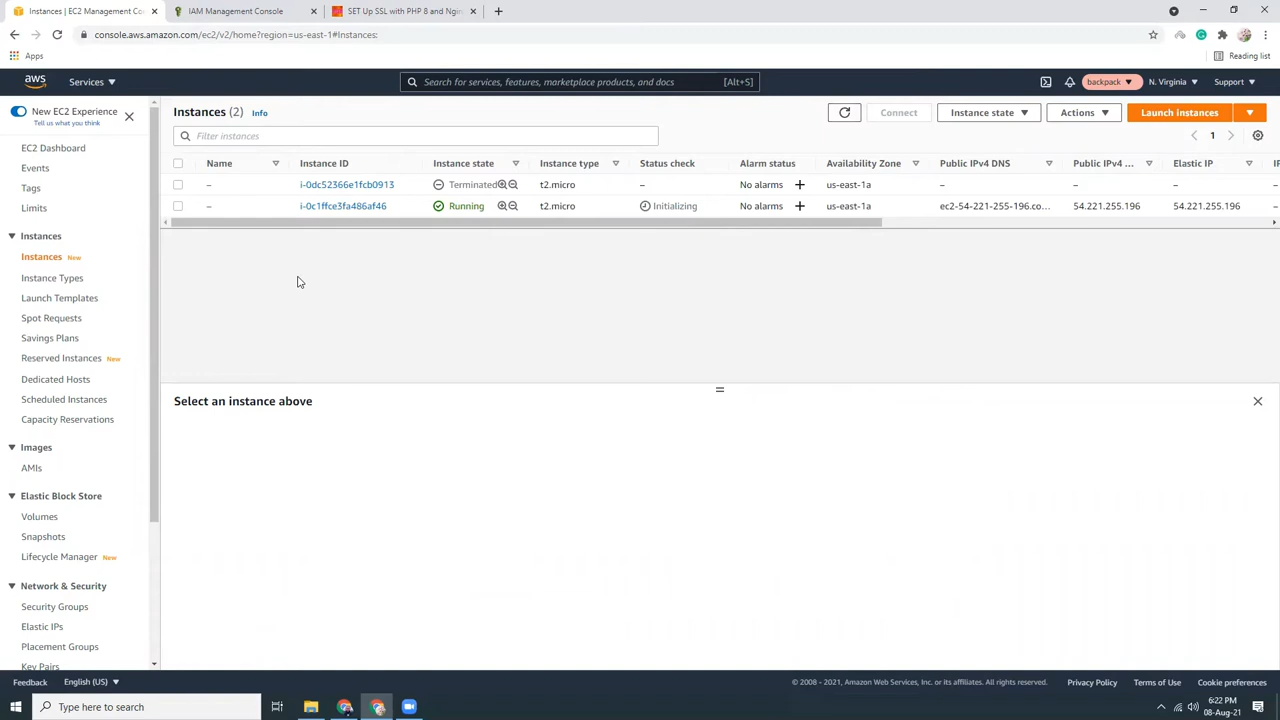 Instances | EC2 Management Co
IAM Management Console
SET Up SSL with PHP 8 and Ngin
console.aws.amazon.com/ec2/v2/home?region=us-east-1#Instances:
Apps
Reading list
aws
Services
Search for services, features, marketplace products, and docs
[Alt+S]
backpack
N. Virginia
Support
New EC2 Experience
Tell us what you think
EC2 Dashboard
Events
Tags
Limits
Instances
Instances New
Instance Types
Launch Templates
Spot Requests
Savings Plans
Reserved Instances New
Dedicated Hosts
Scheduled Instances
Capacity Reservations
Images
AMIs
Elastic Block Store
Volumes
Snapshots
Lifecycle Manager New
Network & Security
Security Groups
Elastic IPs
Placement Groups
Key Pairs
Instances (2) Info
Connect
Instance state
Actions
Launch instances
Filter instances
1
Name Instance ID Instance state Instance type Status check Alarm status Availability Zone Public IPv4 DNS Public IPv4 ... Elastic IP
– i-0dc52366e1fcb0913 Terminated t2.micro – No alarms + us-east-1a – – – –
– i-0c1ffce3fa486af46 Running t2.micro Initializing No alarms + us-east-1a ec2-54-221-255-196.co... 54.221.255.196 54.221.255.196 –
Select an instance above
Feedback
English (US)
© 2008 - 2021, Amazon Web Services, Inc. or its affiliates. All rights reserved.
Privacy Policy
Terms of Use
Cookie preferences
Type here to search
6:22 PM
08-Aug-21